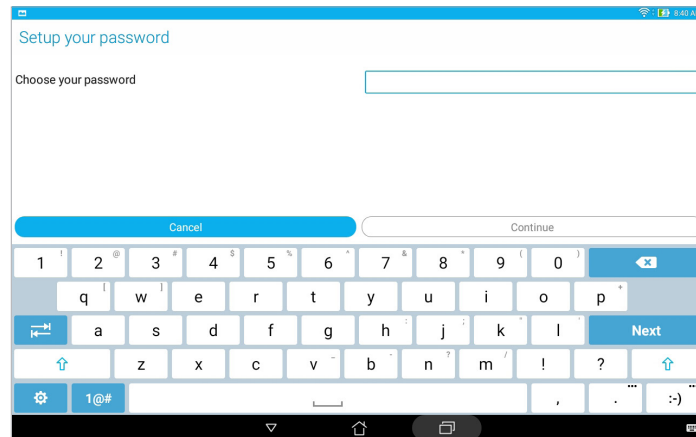 8:40 A
Setup your password
Choose your password
Cancel
Continue
1 ! 2 @ 3 # 4 $ 5 % 6 ^ 7 & 8 * 9 ( 0 )
q [ w ] e r t y u i o p +
a s d f g h : j ; k " l ' Next
z x c v _ b - n ? m / ! ?
1@# , . ... :-) ...